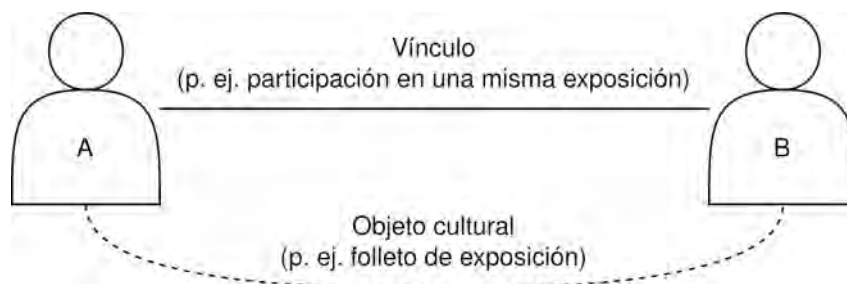 Vínculo
(p. ej. participación en una misma exposición)
A
B
Objeto cultural
(p. ej. folleto de exposición)